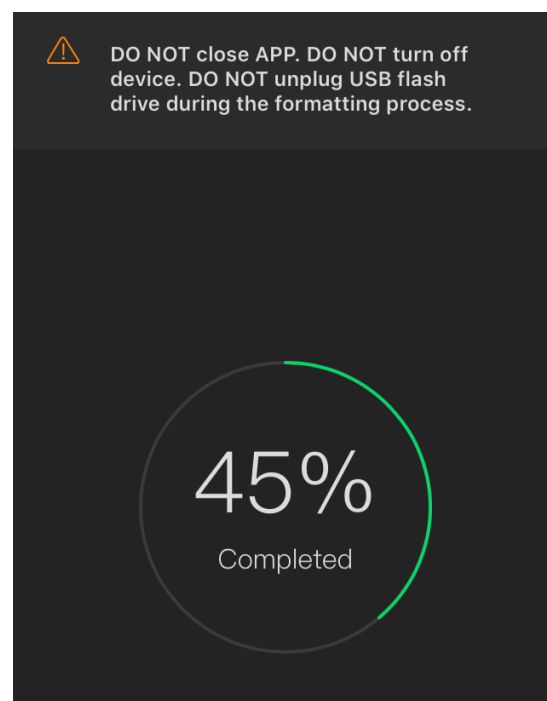 DO NOT close APP. DO NOT turn off
device. DO NOT unplug USB flash
drive during the formatting process.
45%
Completed